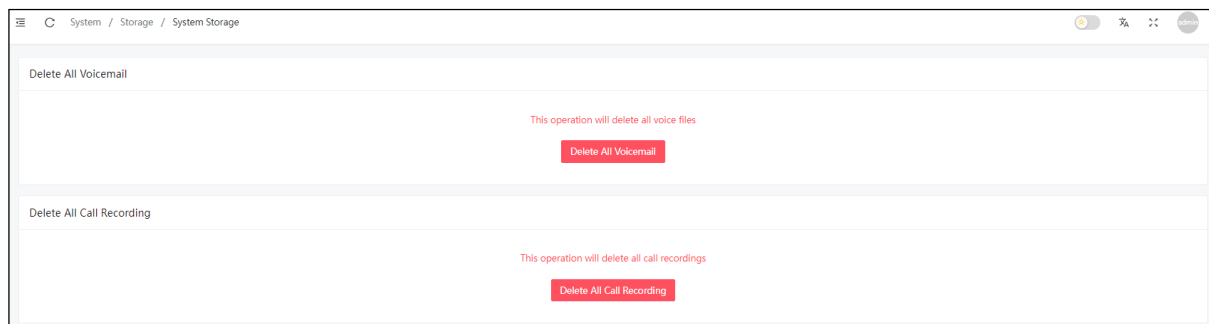 System / Storage / System Storage
admin
Delete All Voicemail
This operation will delete all voice files
Delete All Voicemail
Delete All Call Recording
This operation will delete all call recordings
Delete All Call Recording